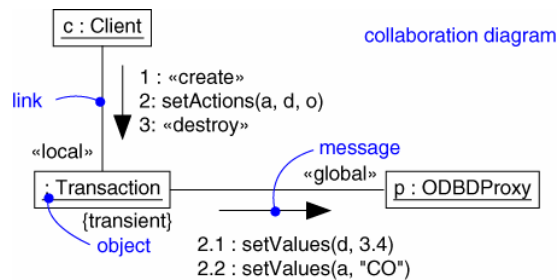 c : Client
collaboration diagram
1 : «create»
link
2: setActions(a, d, o)
3: «destroy»
message
«local»
«global»
: Transaction
p : ODBDProxy
{transient}
object
2.1 : setValues(d, 3.4)
2.2 : setValues(a, "CO")